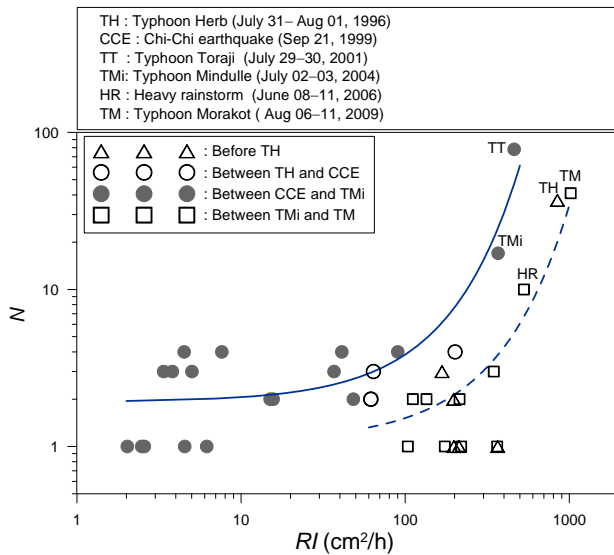 TH : Typhoon Herb (July 31– Aug 01, 1996)
CCE : Chi-Chi earthquake (Sep 21, 1999)
TT : Typhoon Toraji (July 29–30, 2001)
TMi: Typhoon Mindulle (July 02–03, 2004)
HR : Heavy rainstorm (June 08–11, 2006)
TM : Typhoon Morakot ( Aug 06–11, 2009)
100
: Before TH
: Between TH and CCE
: Between CCE and TMi
: Between TMi and TM
TT
TH
TM
TMi
HR
10
N
1
1
10
100
1000
RI (cm²/h)